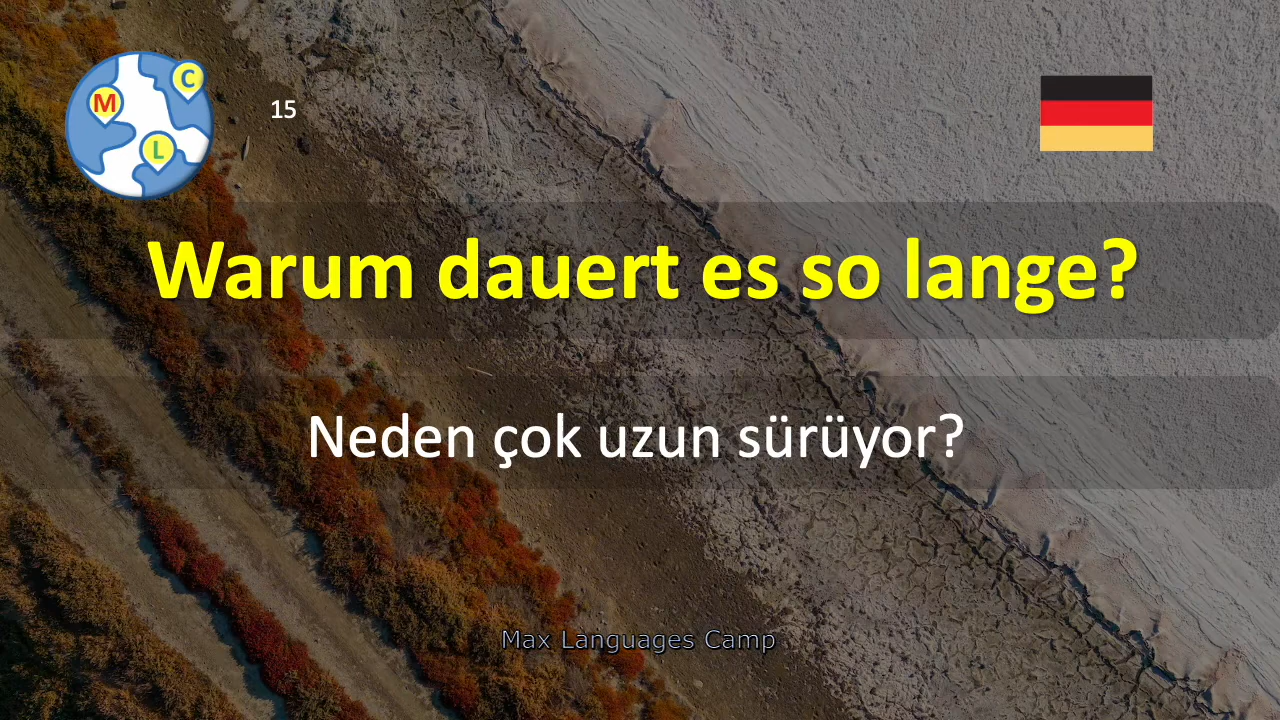 M
C
L
15
Warum dauert es so lange?
Neden çok uzun sürüyor?
Max Languages Camp